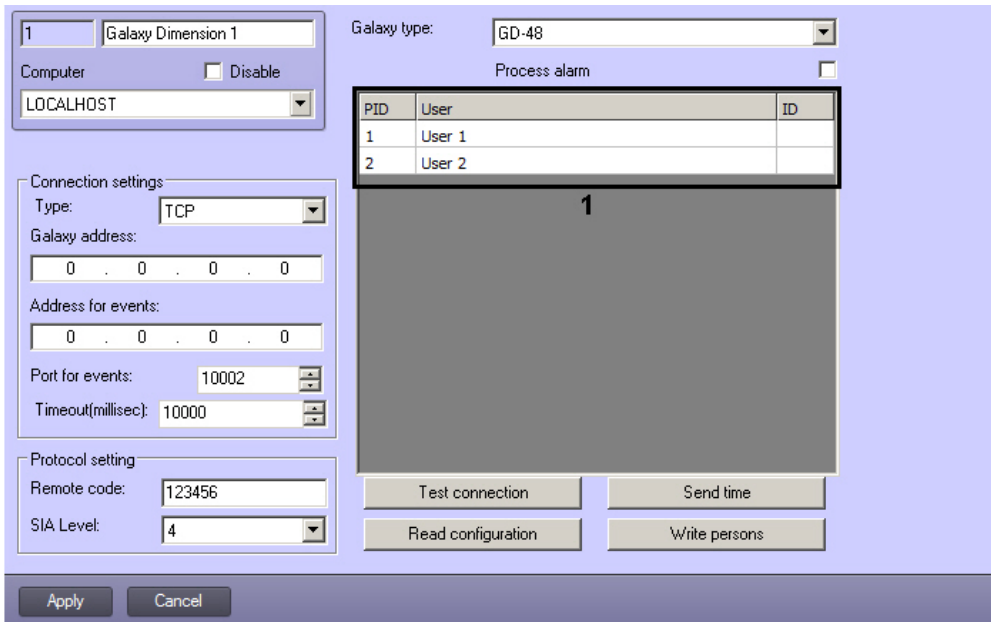 1 Galaxy Dimension 1
Computer Disable
LOCALHOST
Connection settings
Type: TCP
Galaxy address:
0 . 0 . 0 . 0
Address for events:
0 . 0 . 0 . 0
Port for events: 10002
Timeout(millisec): 10000
Protocol setting
Remote code: 123456
SIA Level: 4
Galaxy type: GD-48
Process alarm
PID User ID
1 User 1
2 User 2
1
Test connection Send time
Read configuration Write persons
Apply Cancel